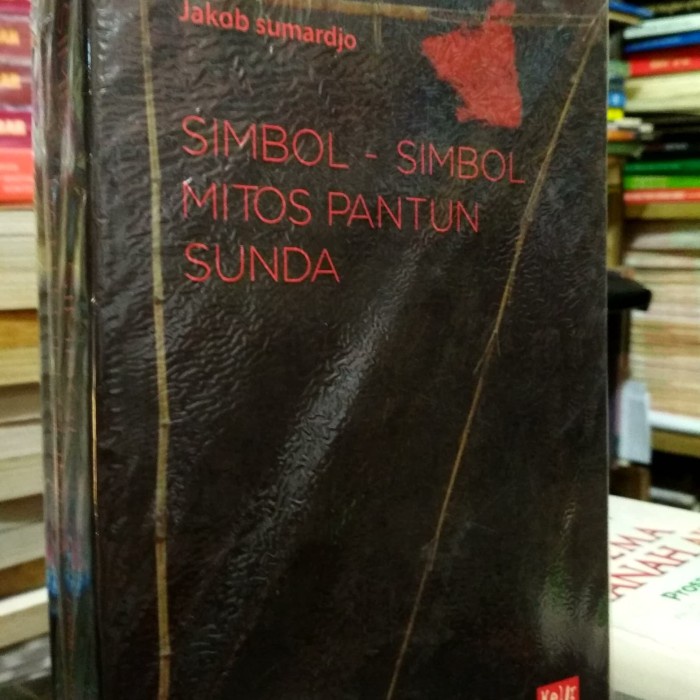 Jakob sumardjo
SIMBOL - SIMBOL
MITOS PANTUN
SUNDA